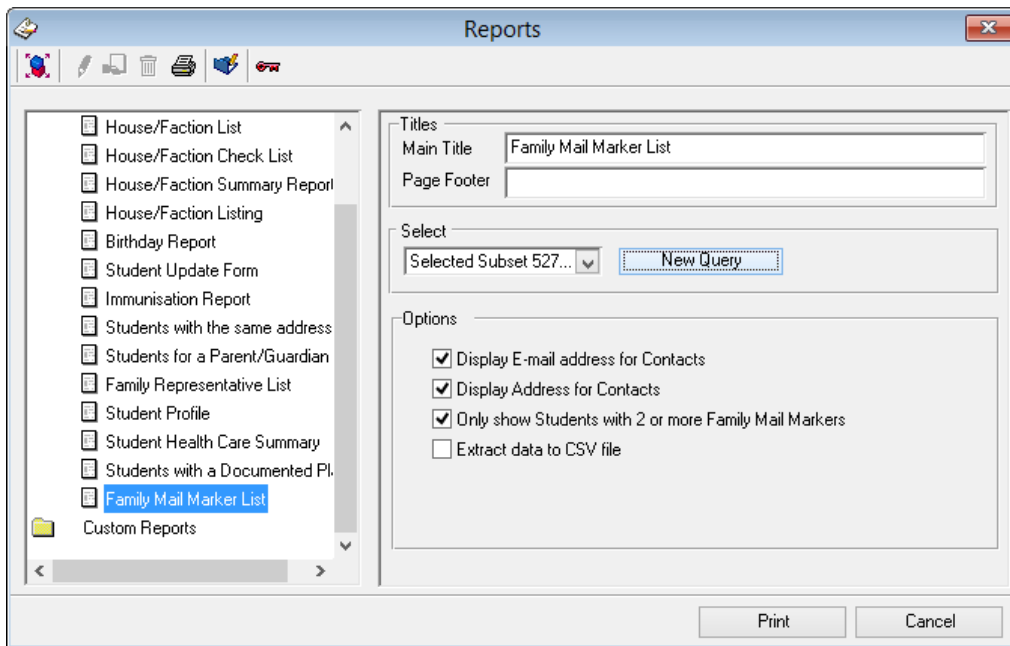 Reports
House/Faction List
House/Faction Check List
House/Faction Summary Report
House/Faction Listing
Birthday Report
Student Update Form
Immunisation Report
Students with the same address
Students for a Parent/Guardian
Family Representative List
Student Profile
Student Health Care Summary
Students with a Documented Pl
Family Mail Marker List
Custom Reports
Titles
Main Title Family Mail Marker List
Page Footer
Select
Selected Subset 527... New Query
Options
Display E-mail address for Contacts
Display Address for Contacts
Only show Students with 2 or more Family Mail Markers
Extract data to CSV file
Print Cancel